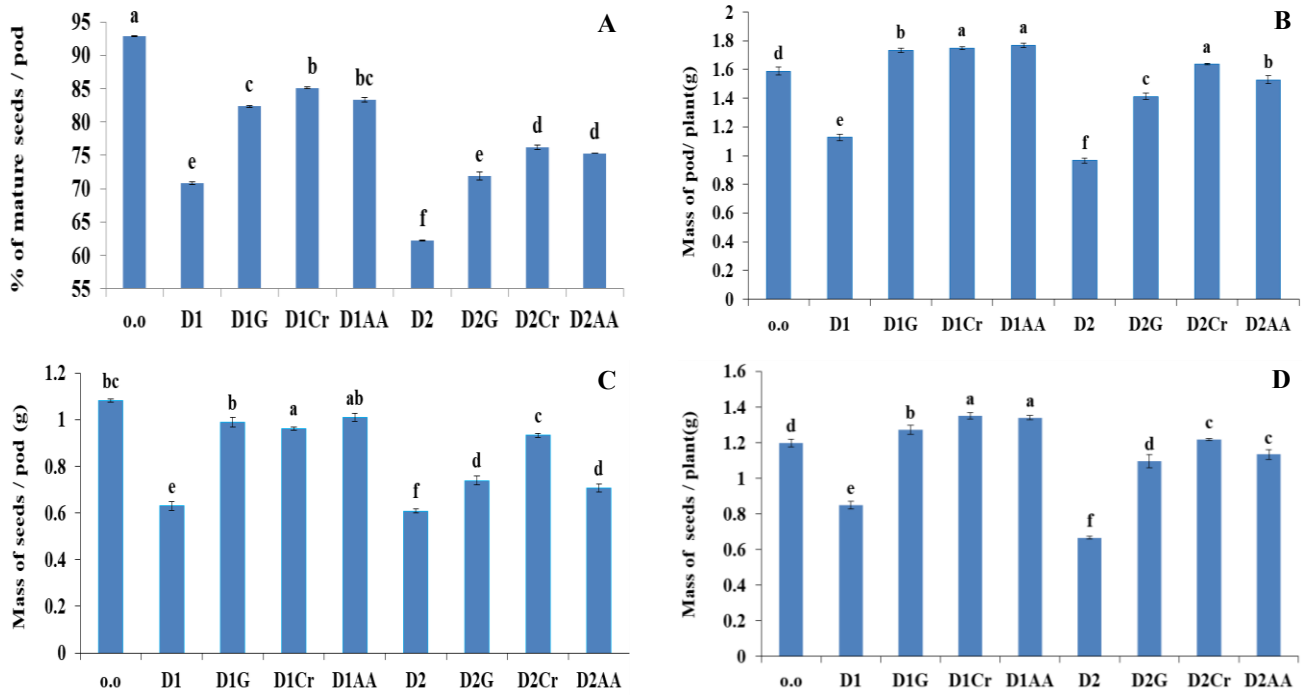 A
% of mature seeds / pod
95
90
85
80
75
70
65
60
55
a
e
c
b
bc
f
e
d
d
o.o D1 D1G D1Cr D1AA D2 D2G D2Cr D2AA
B
Mass of pod/ plant(g)
2
1.8
1.6
1.4
1.2
1
0.8
0.6
0.4
0.2
0
d
e
b
a
a
f
c
a
b
o.o D1 D1G D1Cr D1AA D2 D2G D2Cr D2AA
C
Mass of seeds / pod (g)
1.2
1
0.8
0.6
0.4
0.2
0
bc
e
b
a
ab
f
d
c
d
o.o D1 D1G D1Cr D1AA D2 D2G D2Cr D2AA
D
Mass of seeds / plant(g)
1.6
1.4
1.2
1
0.8
0.6
0.4
0.2
0
d
e
b
a
a
f
d
c
c
o.o D1 D1G D1Cr D1AA D2 D2G D2Cr D2AA